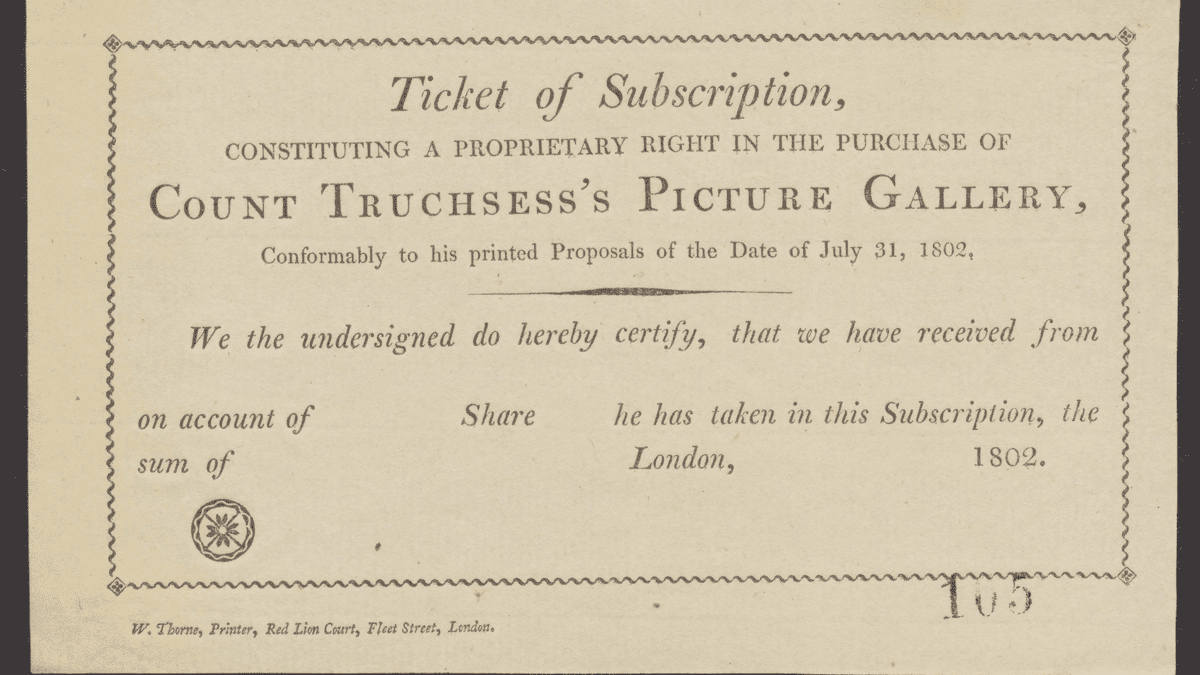 Ticket of Subscription,
CONSTITUTING A PROPRIETARY RIGHT IN THE PURCHASE OF
COUNT TRUCHSESS'S PICTURE GALLERY,
Conformably to his printed Proposals of the Date of July 31, 1802,
We the undersigned do hereby certify, that we have received from
on account of Share he has taken in this Subscription, the
sum of London, 1802.
105
W. Thorne, Printer, Red Lion Court, Fleet Street, London.